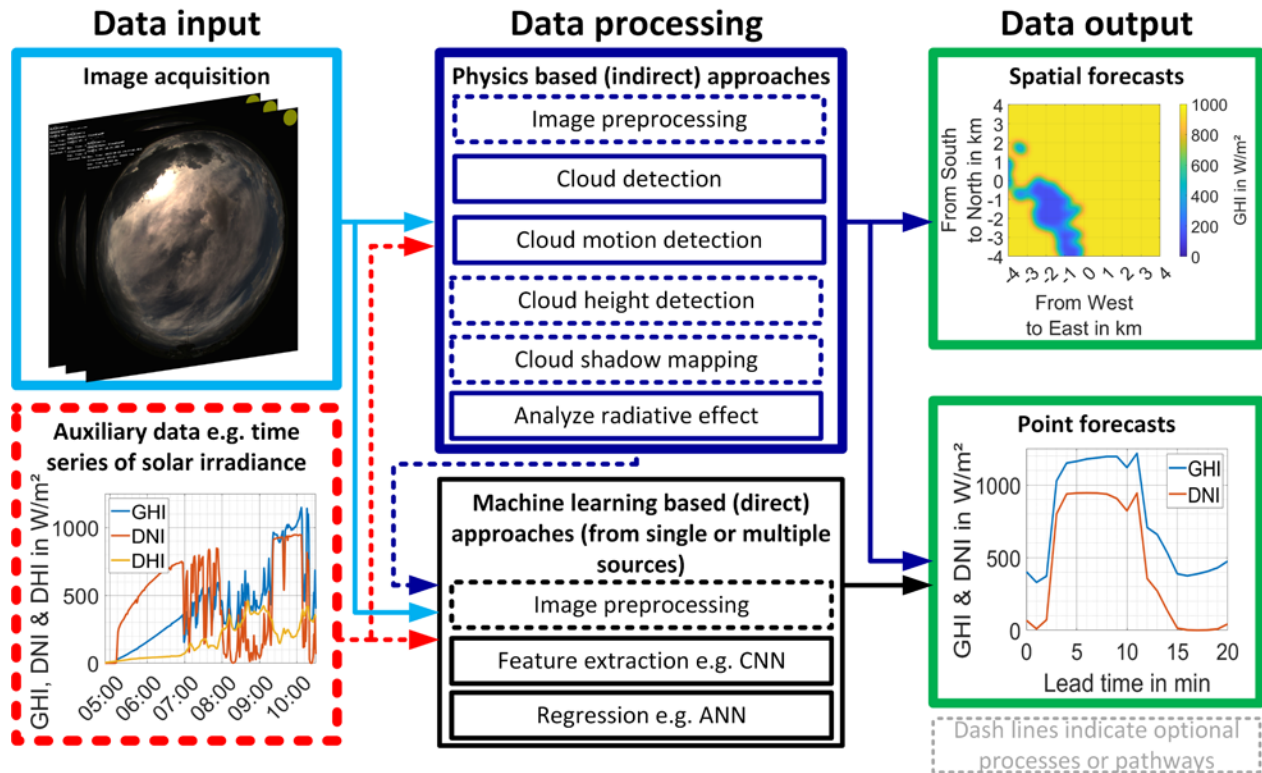 Data input
Data processing
Data output
Image acquisition
Auxiliary data e.g. time
series of solar irradiance
GHI, DNI & DHI in W/m²
1000
500
0
GHI
DNI
DHI
05:00
06:00
07:00
08:00
09:00
10:00
Physics based (indirect) approaches
Image preprocessing
Cloud detection
Cloud motion detection
Cloud height detection
Cloud shadow mapping
Analyze radiative effect
Machine learning based (direct)
approaches (from single or multiple
sources)
Image preprocessing
Feature extraction e.g. CNN
Regression e.g. ANN
Spatial forecasts
From South
to North in km
4
3
2
1
0
-1
-2
-3
-4
-4
-3
-2
-1
0
1
2
3
4
From West
to East in km
1000
800
600
400
200
0
GHI in W/m²
Point forecasts
GHI & DNI in W/m²
1000
500
0
GHI
DNI
0
5
10
15
20
Lead time in min
Dash lines indicate optional
processes or pathways